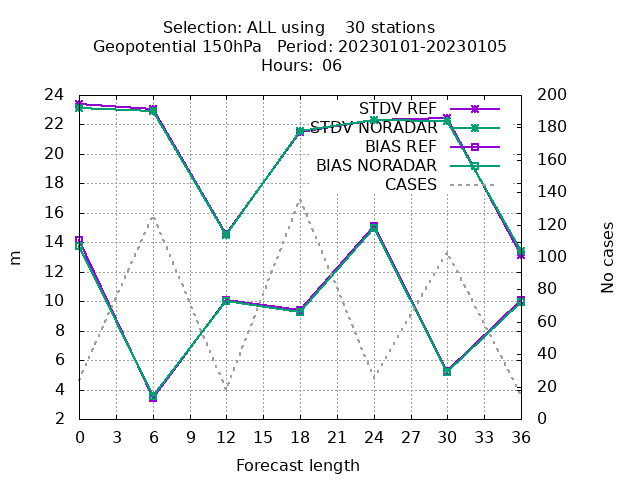 Selection: ALL using    30 stations
Geopotential 150hPa   Period: 20230101-20230105
Hours: 06
24
22
20
18
16
14
12
10
8
6
4
2
m
STDV REF
STDV NORADAR
BIAS REF
BIAS NORADAR
CASES
200
180
160
140
120
100
80
60
40
20
0
No cases
0 3 6 9 12 15 18 21 24 27 30 33 36
Forecast length